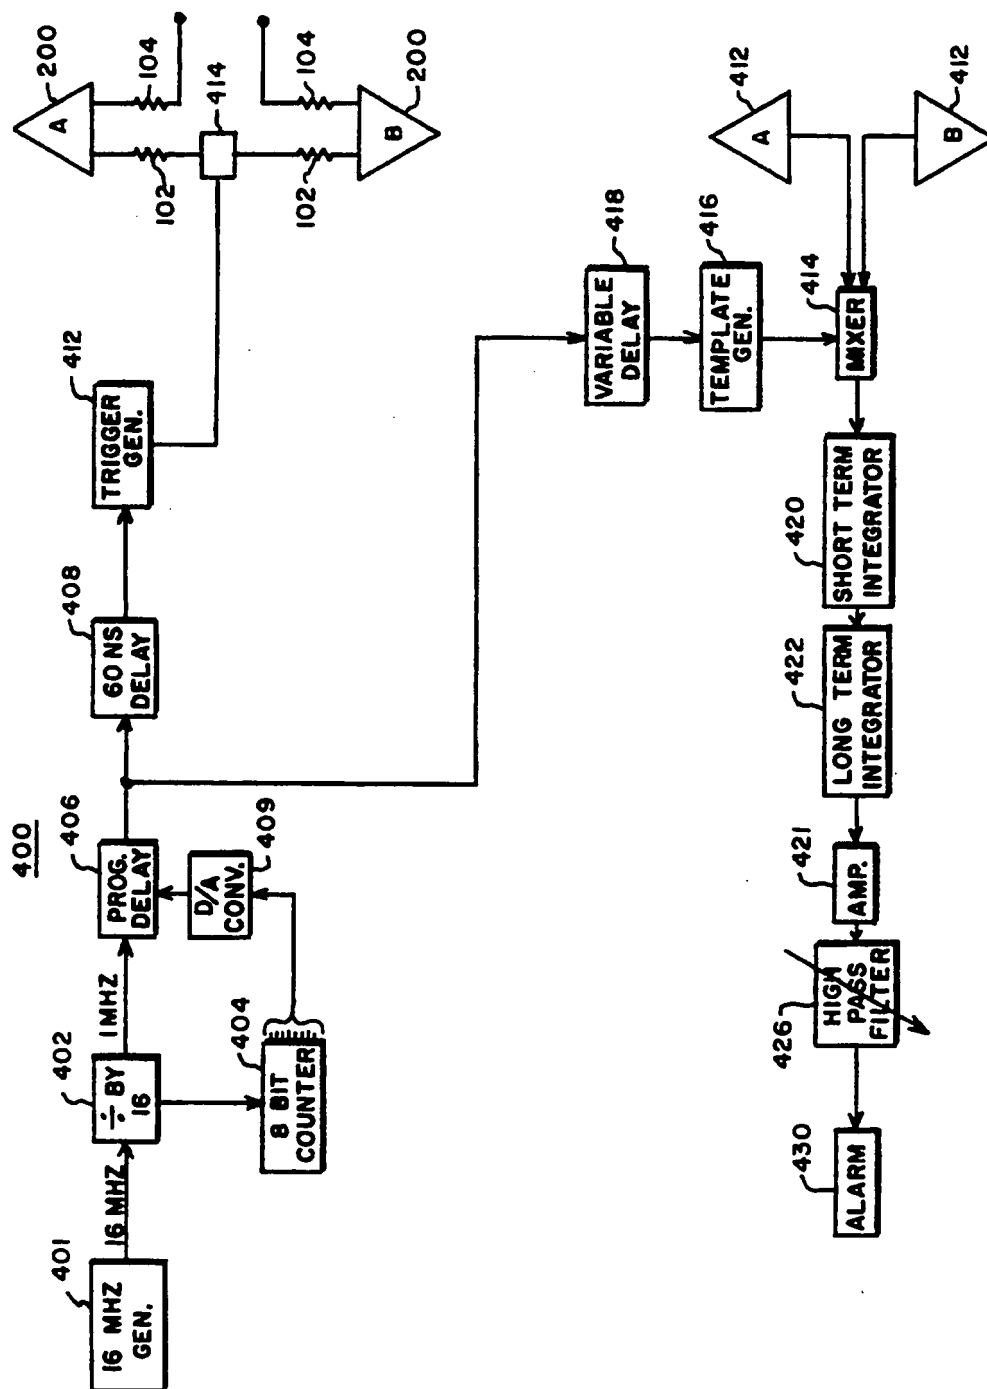 400
401
16 MHZ
GEN.
16 MHZ
402
÷ BY
16
1 MHZ
404
8 BIT
COUNTER
406
PROG.
DELAY
409
D/A
CONV.
408
60 NS
DELAY
412
TRIGGER
GEN.
414
A
200
102
104
102
104
B
200
418
VARIABLE
DELAY
416
TEMPLATE
GEN.
414
MIXER
A
412
B
412
420
SHORT TERM
INTEGRATOR
422
LONG TERM
INTEGRATOR
421
AMP.
426
HIGH
PASS
FILTER
430
ALARM